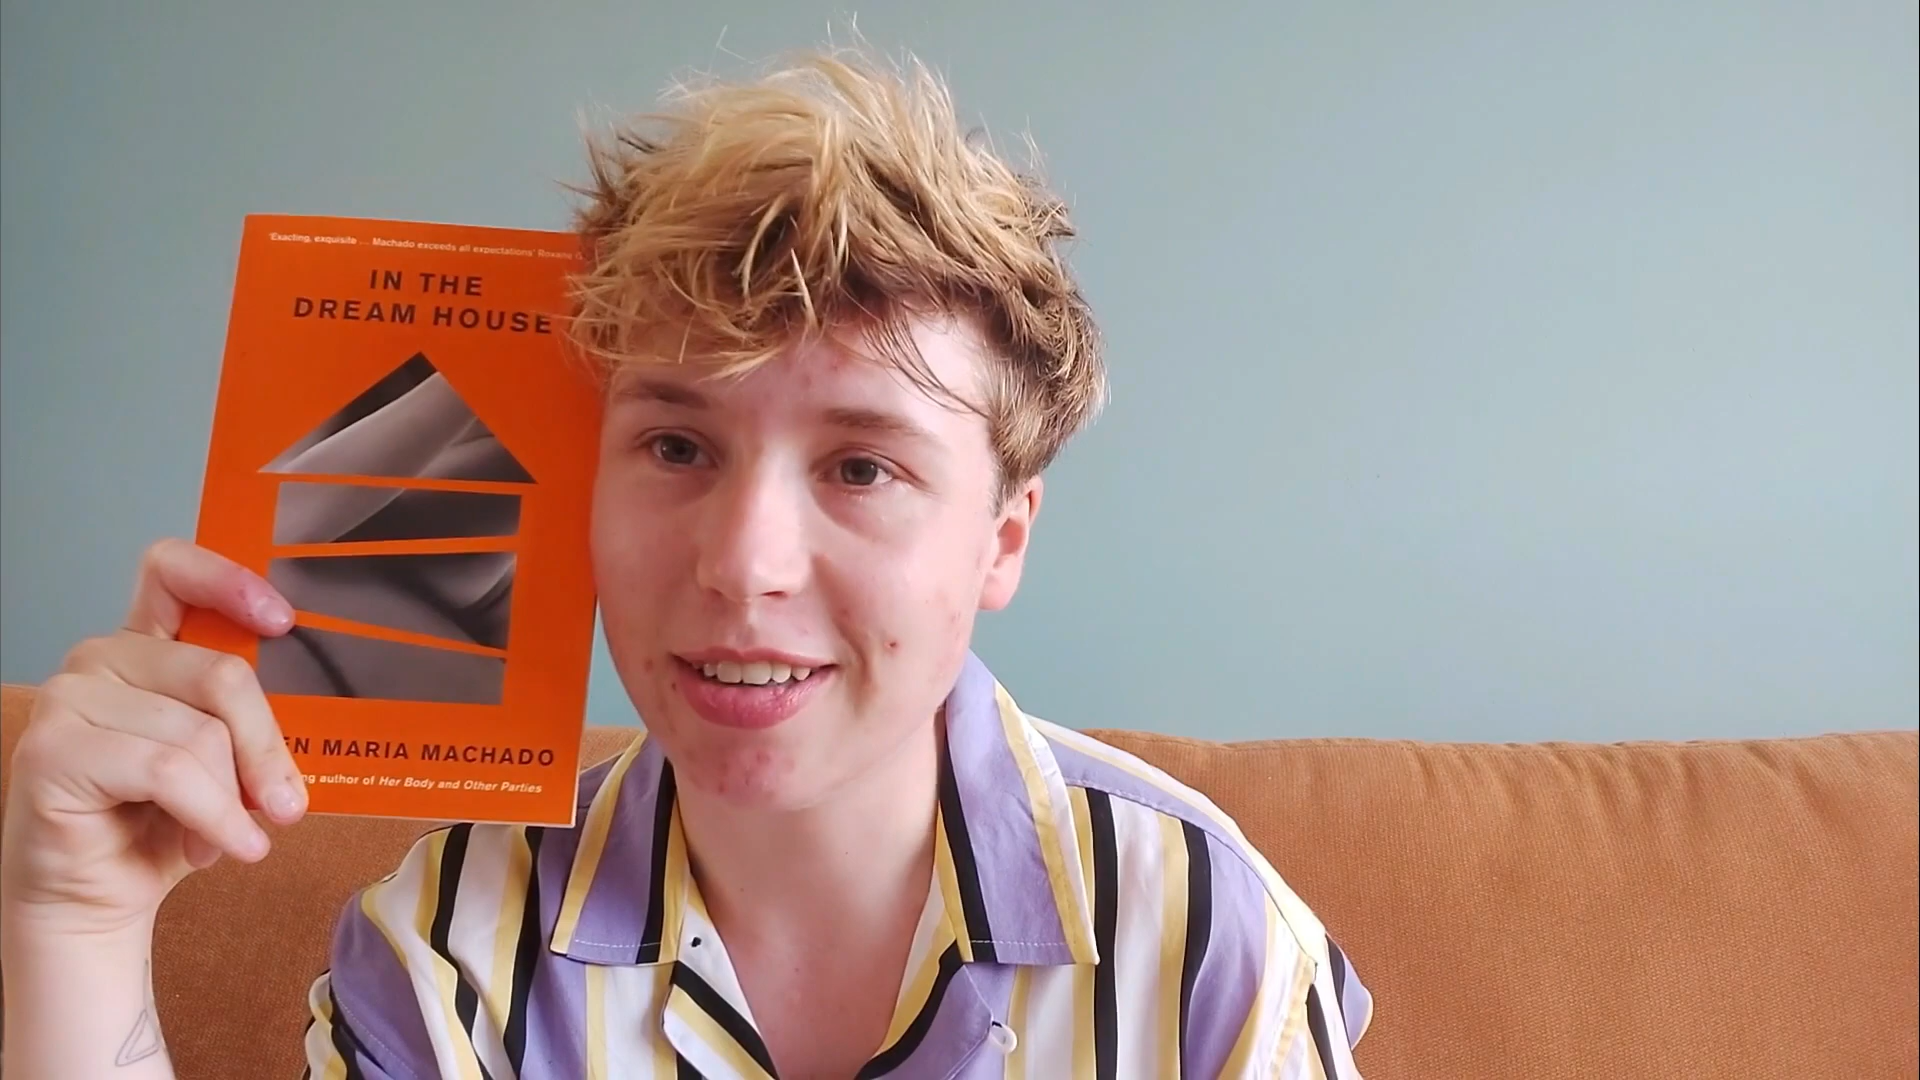 'Exacting, exquisite ... Machado exceeds all expectations' Roxane
IN THE
DREAM HOUSE
EN MARIA MACHADO
ng author of Her Body and Other Parties